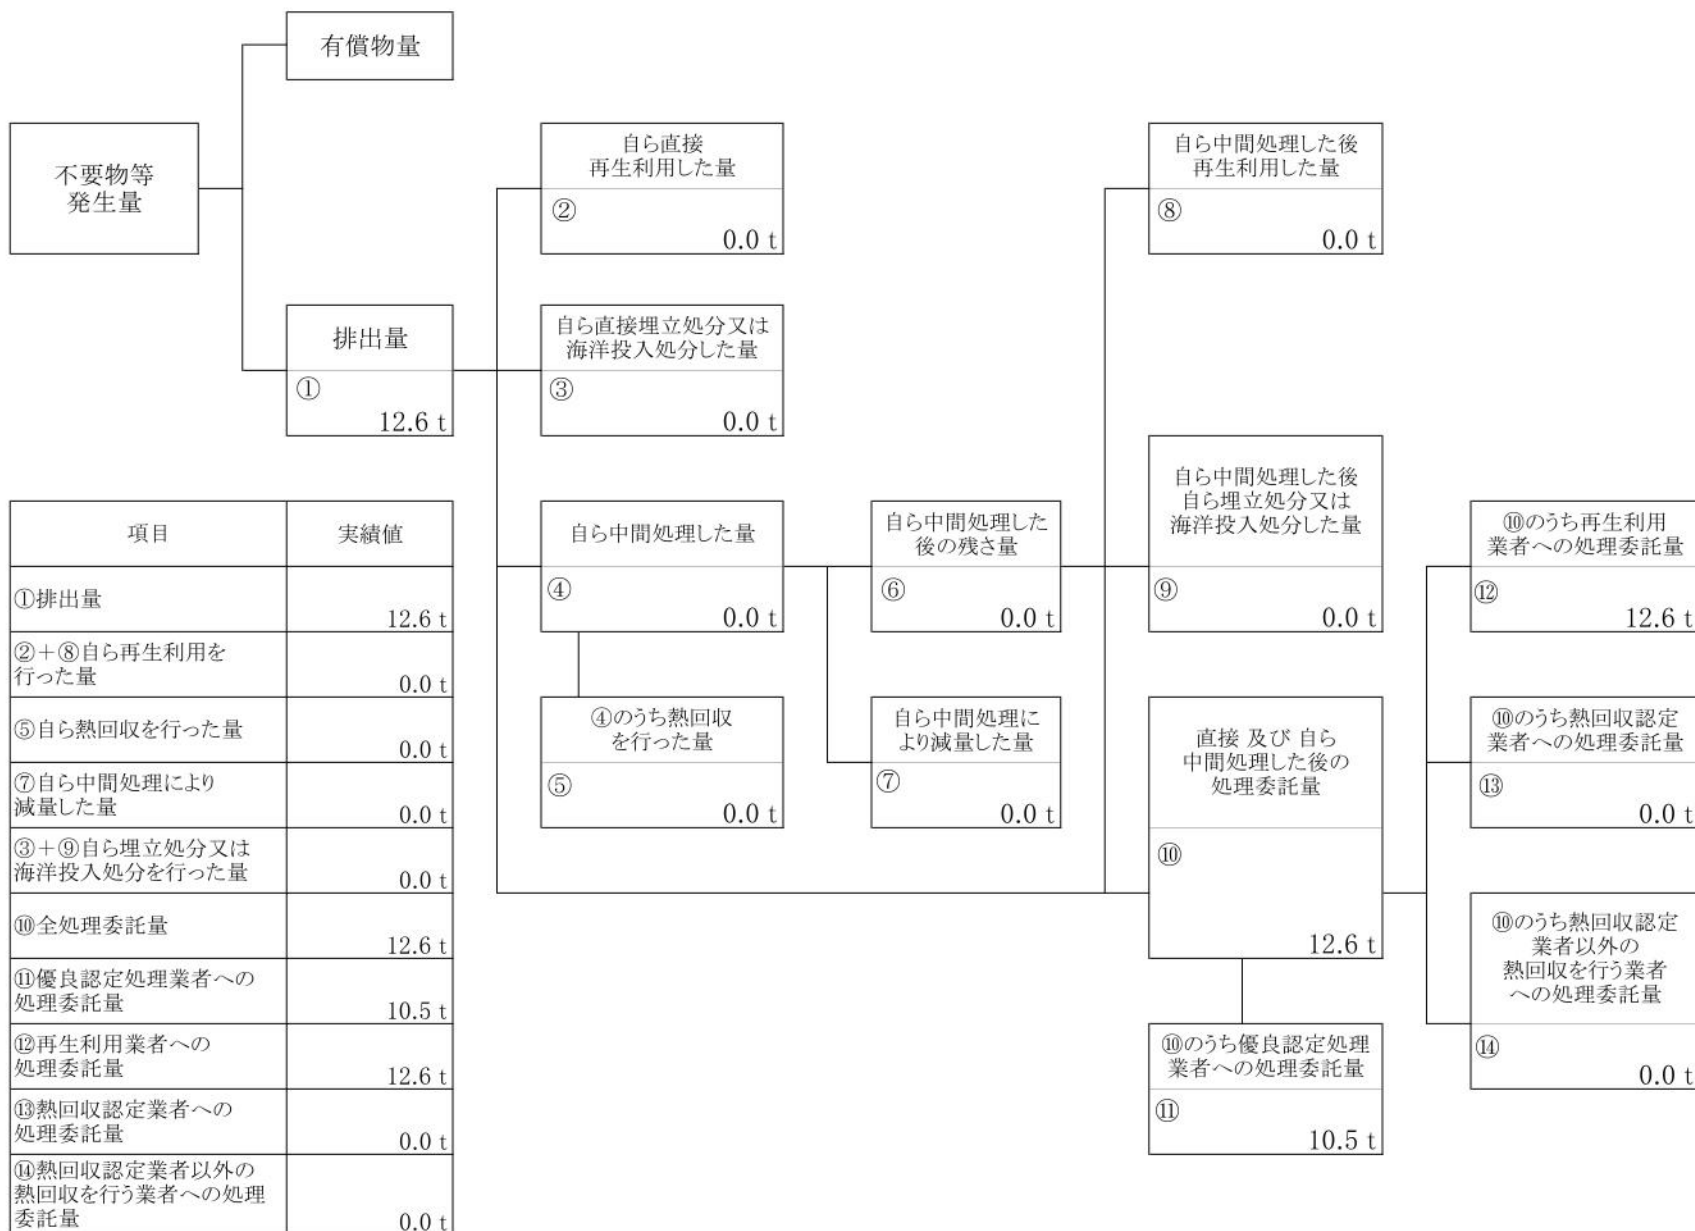 有償物量
不要物等
発生量
排出量
①
12.6 t
自ら直接
再生利用した量
②
0.0 t
自ら直接埋立処分又は
海洋投入処分した量
③
0.0 t
自ら中間処理した量
④
0.0 t
④のうち熱回収
を行った量
⑤
0.0 t
自ら中間処理した
後の残さ量
⑥
0.0 t
自ら中間処理に
より減量した量
⑦
0.0 t
自ら中間処理した後
再生利用した量
⑧
0.0 t
自ら中間処理した後
自ら埋立処分又は
海洋投入処分した量
⑨
0.0 t
直接 及び 自ら
中間処理した後の
処理委託量
⑩
12.6 t
⑩のうち優良認定処理
業者への処理委託量
⑪
10.5 t
⑩のうち再生利用
業者への処理委託量
⑫
12.6 t
⑩のうち熱回収認定
業者への処理委託量
⑬
0.0 t
⑩のうち熱回収認定
業者以外の
熱回収を行う業者
への処理委託量
⑭
0.0 t
項目 実績値
①排出量
12.6 t
②＋⑧自ら再生利用を
行った量
0.0 t
⑤自ら熱回収を行った量
0.0 t
⑦自ら中間処理により
減量した量
0.0 t
③＋⑨自ら埋立処分又は
海洋投入処分を行った量
0.0 t
⑩全処理委託量
12.6 t
⑪優良認定処理業者への
処理委託量
10.5 t
⑫再生利用業者への
処理委託量
12.6 t
⑬熱回収認定業者への
処理委託量
0.0 t
⑭熱回収認定業者以外の
熱回収を行う業者への処理
委託量
0.0 t